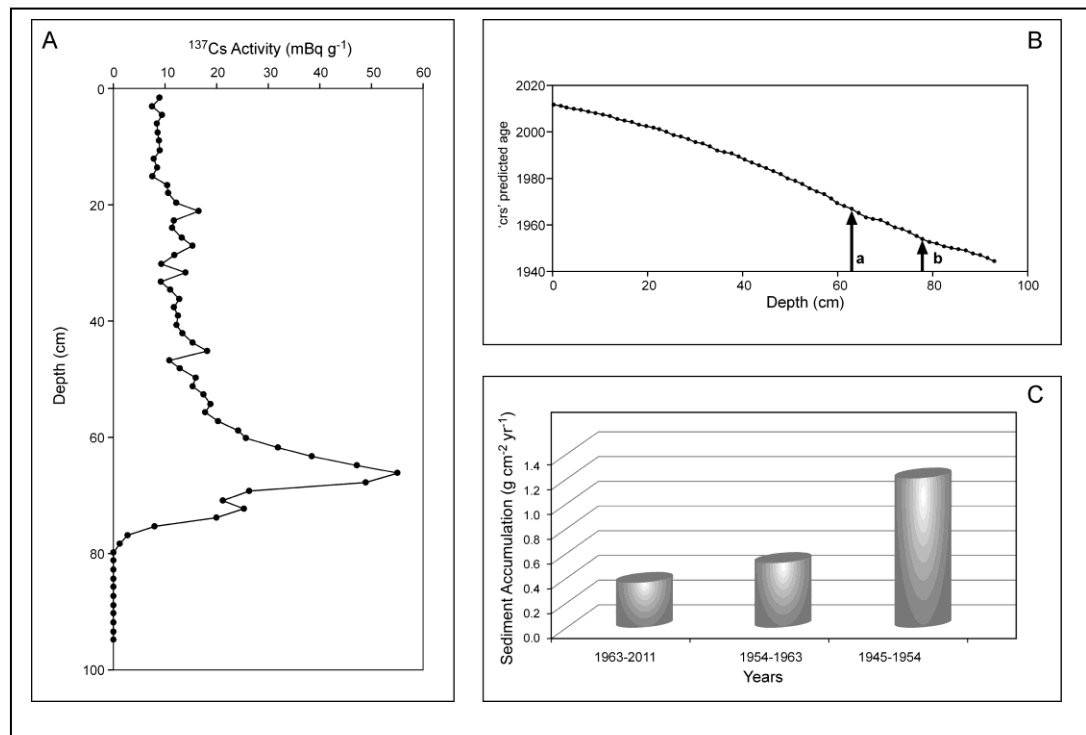 A
¹³⁷Cs Activity (mBq g⁻¹)
0 10 20 30 40 50 60
0
20
40
60
80
100
Depth (cm)
B
2020
2000
1980
1960
1940
'crs' predicted age
a
b
0 20 40 60 80 100
Depth (cm)
C
Sediment Accumulation (g cm⁻² yr⁻¹)
1.4
1.2
1.0
0.8
0.6
0.4
0.2
0.0
1963-2011 1954-1963 1945-1954
Years